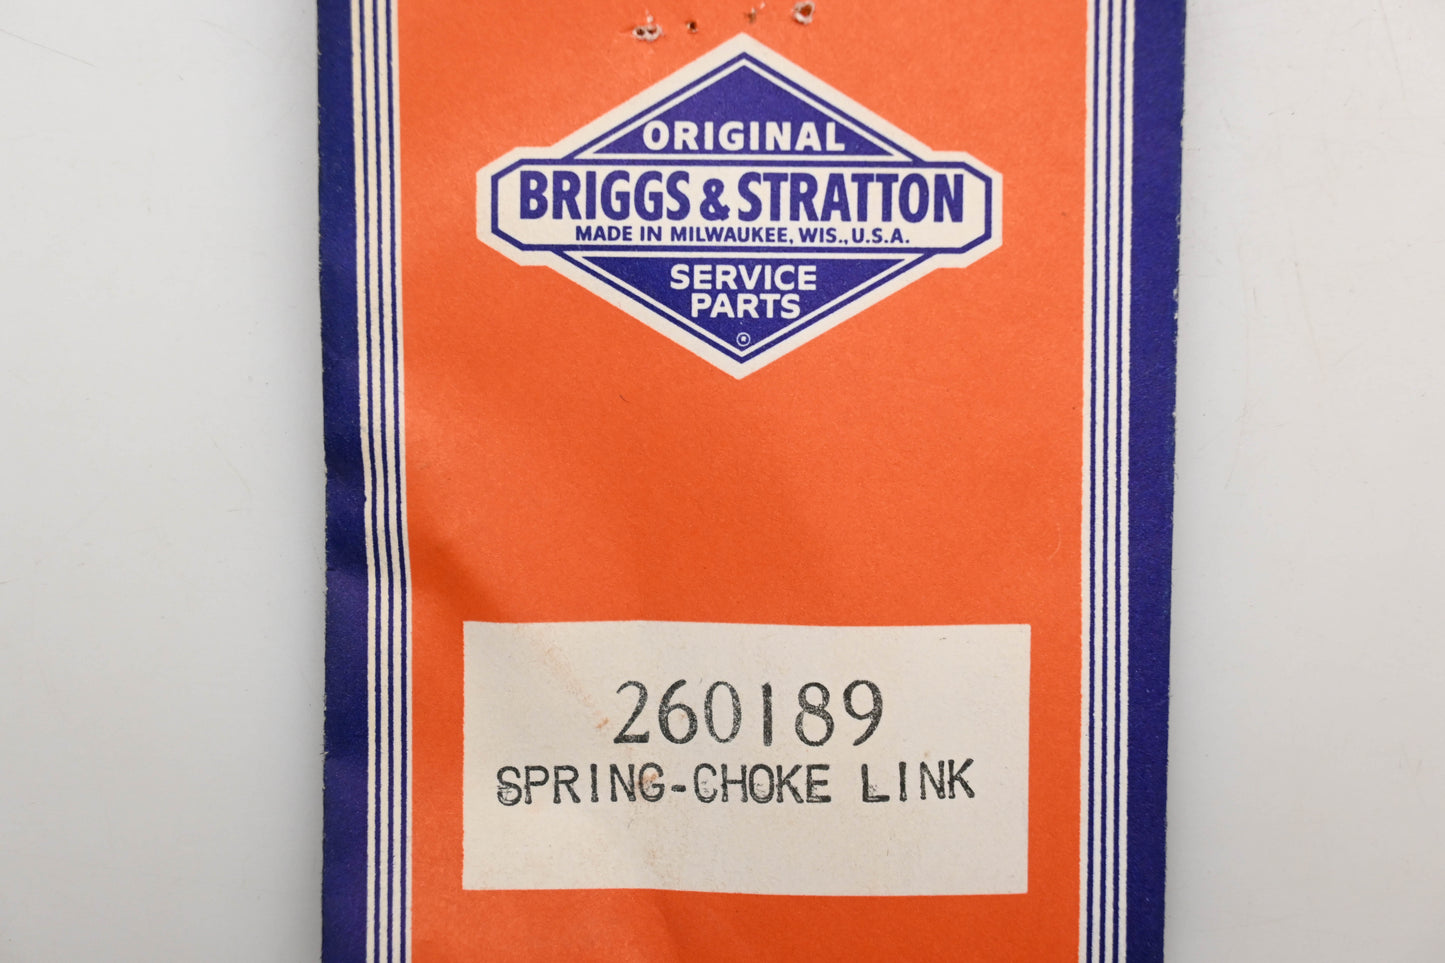 ORIGINAL
BRIGGS & STRATTON
MADE IN MILWAUKEE, WIS., U.S.A.
SERVICE
PARTS
®
260189
SPRING-CHOKE LINK